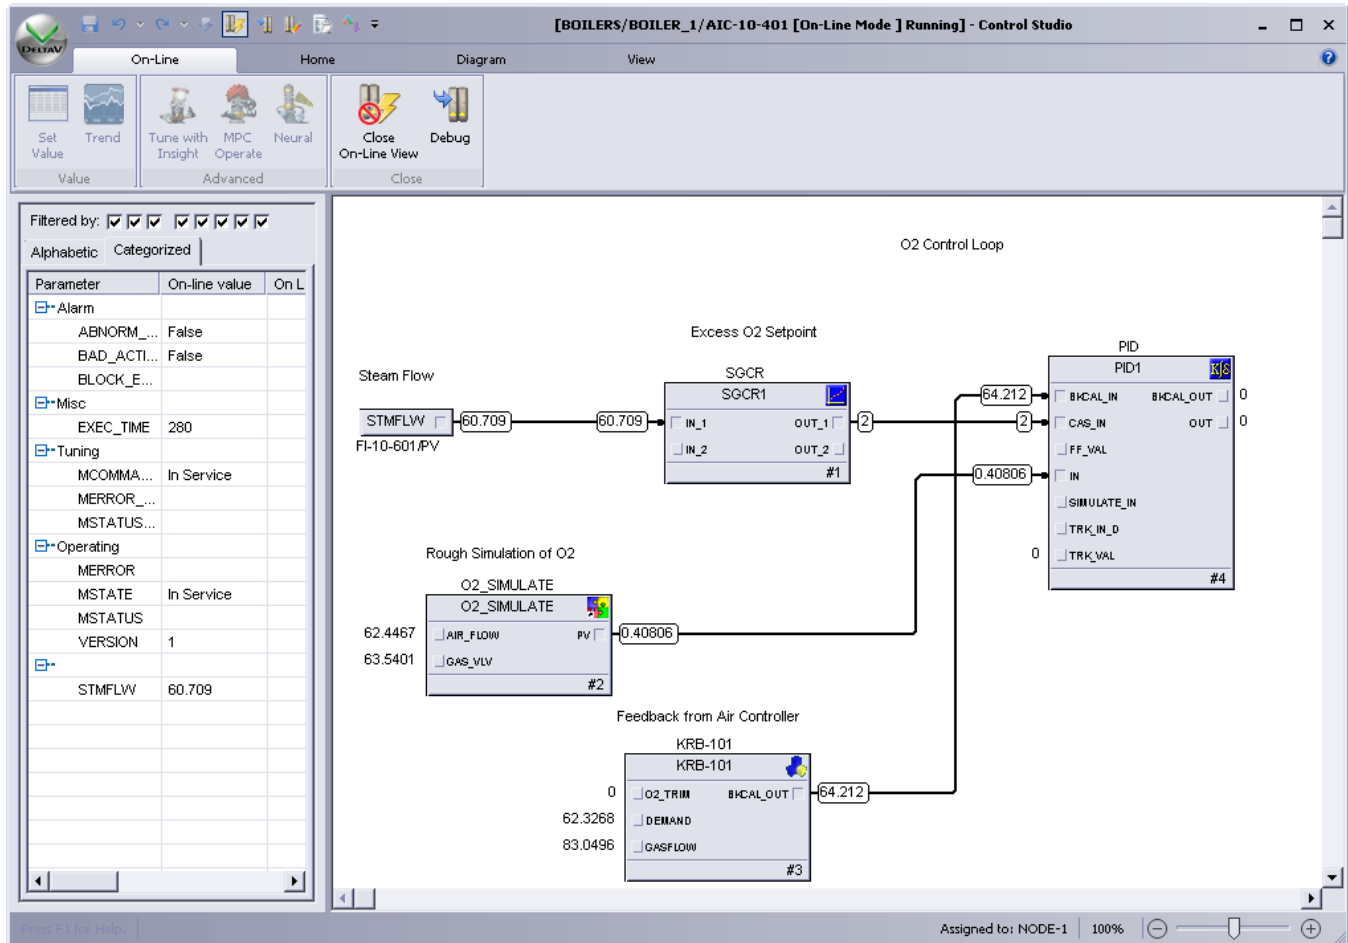 [BOILERS/BOILER_1/AIC-10-401 [On-Line Mode ] Running] - Control Studio
DELTAV
On-Line Home Diagram View
Set Value
Trend
Tune with Insight
MPC Operate
Neural
Close On-Line View
Debug
Value Advanced Close
Filtered by:
Alphabetic Categorized
Parameter On-line value On L
Alarm
ABNORM_... False
BAD_ACTI... False
BLOCK_E...
Misc
EXEC_TIME 280
Tuning
MCOMMA... In Service
MERROR_...
MSTATUS...
Operating
MERROR
MSTATE In Service
MSTATUS
VERSION 1
STMFLW 60.709
O2 Control Loop
Excess O2 Setpoint
Steam Flow
STMFLW
60.709
60.709
FI-10-601/PV
SGCR
SGCR1
IN_1 OUT_1
IN_2 OUT_2
#1
2
2
64.212
0.40806
PID
PID1
BKCAL_IN BKCAL_OUT 0
CAS_IN OUT 0
FF_VAL
IN
SIMULATE_IN
TRK_IN_D
0 TRK_VAL
#4
Rough Simulation of O2
O2_SIMULATE
O2_SIMULATE
62.4467 AIR_FLOW PV 0.40806
63.5401 GAS_VLV
#2
Feedback from Air Controller
KRB-101
KRB-101
0 O2_TRIM BKCAL_OUT 64.212
62.3268 DEMAND
83.0496 GASFLOW
#3
Press F1 for Help.
Assigned to: NODE-1 100%